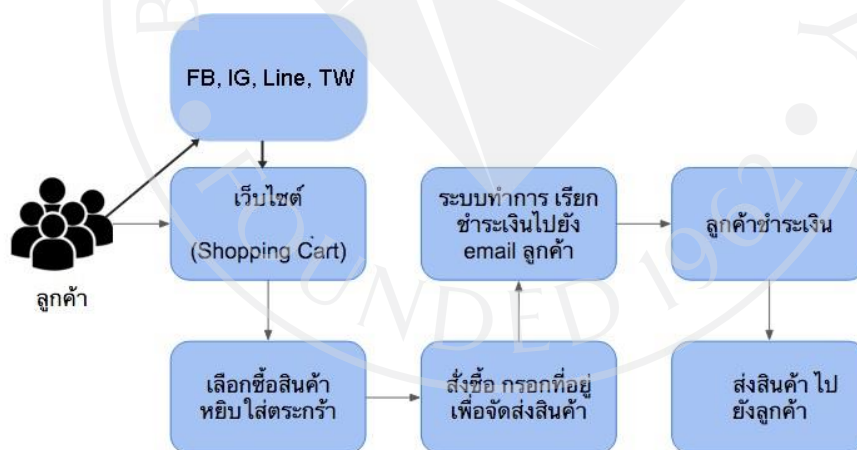 FB, IG, Line, TW
ลูกค้า
เว็บไซต์
(Shopping Cart)
เลือกซื้อสินค้า
หยิบใส่ตระกร้า
สั่งซื้อ กรอกที่อยู่
เพื่อจัดส่งสินค้า
ระบบทำการ เรียก
ชำระเงินไปยัง
email ลูกค้า
ลูกค้าชำระเงิน
ส่งสินค้า ไป
ยังลูกค้า
FOUNDED 1962